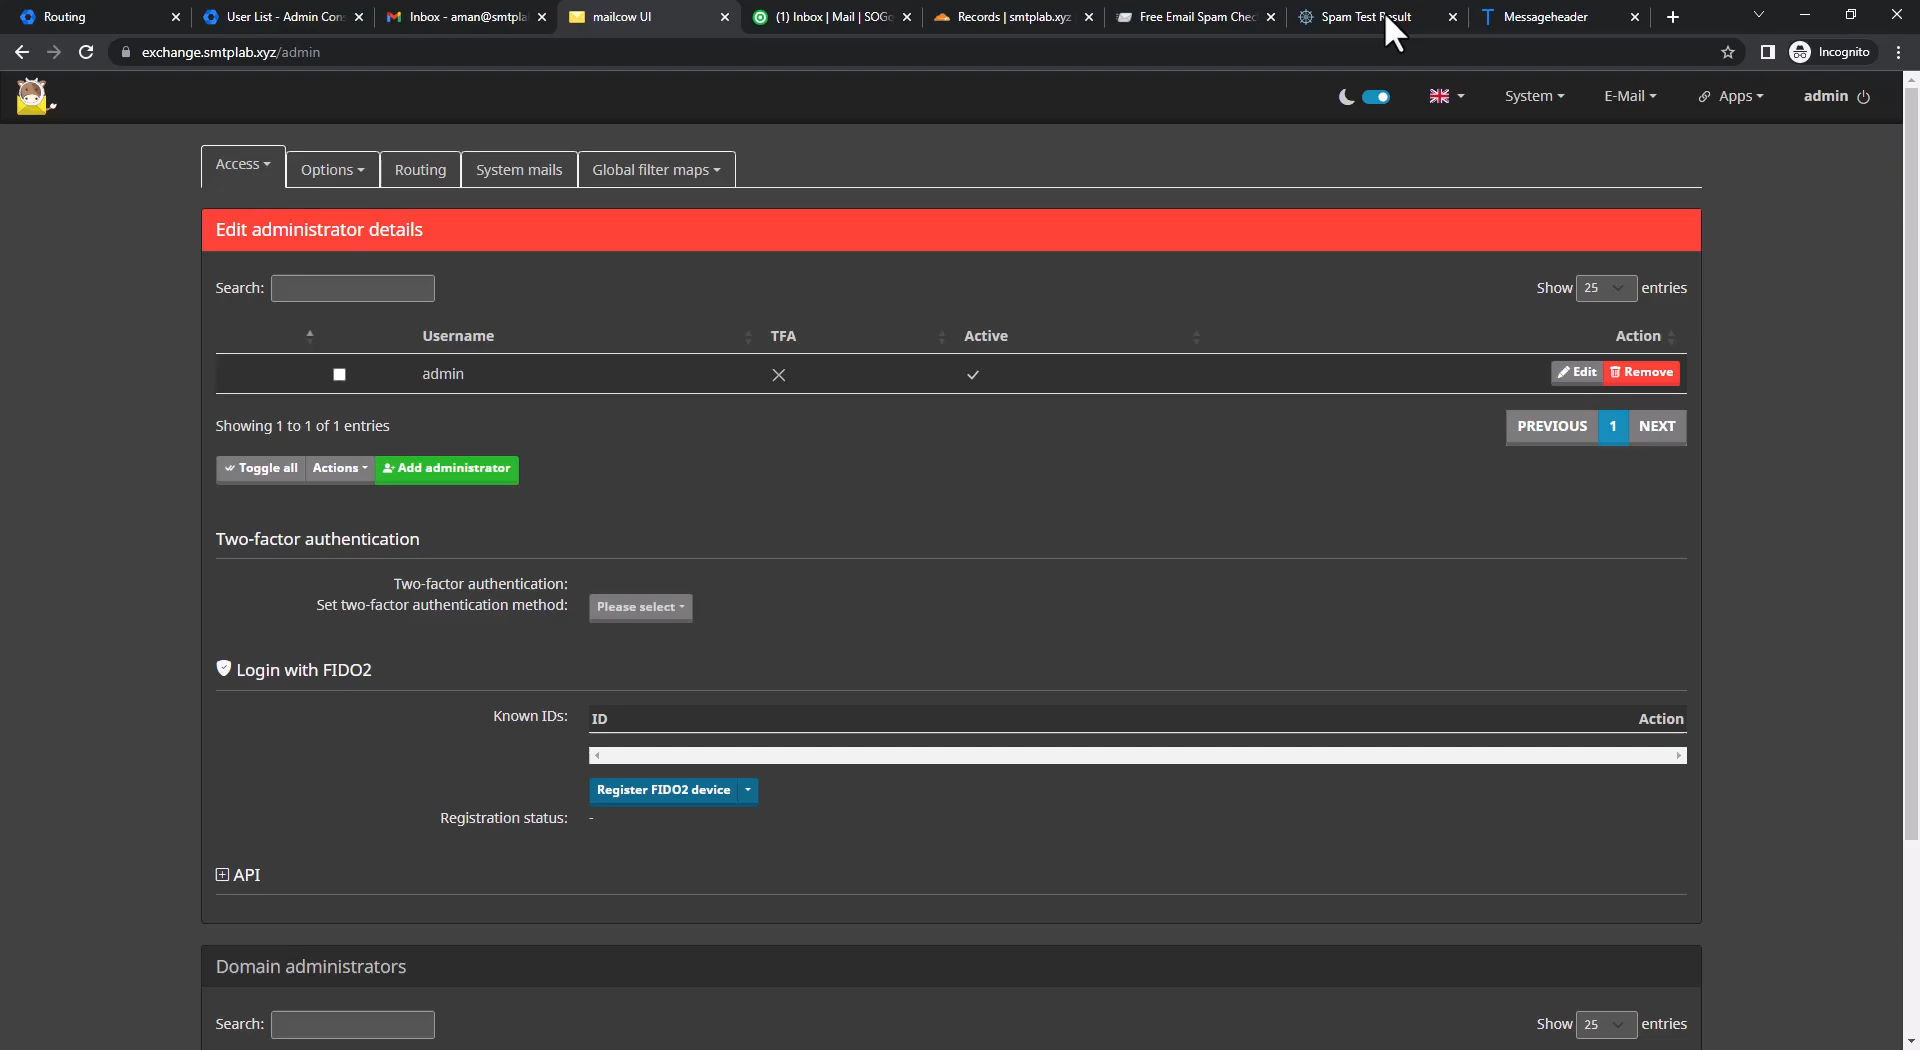 Routing
User List - Admin Con
Inbox - aman@smtpla
mailcow UI
(1) Inbox | Mail | SOGo
Records | smtplab.xyz
Free Email Spam Chec
Spam Test Result
Messageheader
exchange.smtplab.xyz/admin
Incognito
System
E-Mail
Apps
admin
Access
Options
Routing
System mails
Global filter maps
Edit administrator details
Search:
Show 25 entries
Username TFA Active Action
admin
Edit
Remove
Showing 1 to 1 of 1 entries
PREVIOUS 1 NEXT
Toggle all
Actions
Add administrator
Two-factor authentication
Two-factor authentication:
Set two-factor authentication method:
Please select
Login with FIDO2
Known IDs:
ID Action
Register FIDO2 device
Registration status: -
API
Domain administrators
Search:
Show 25 entries